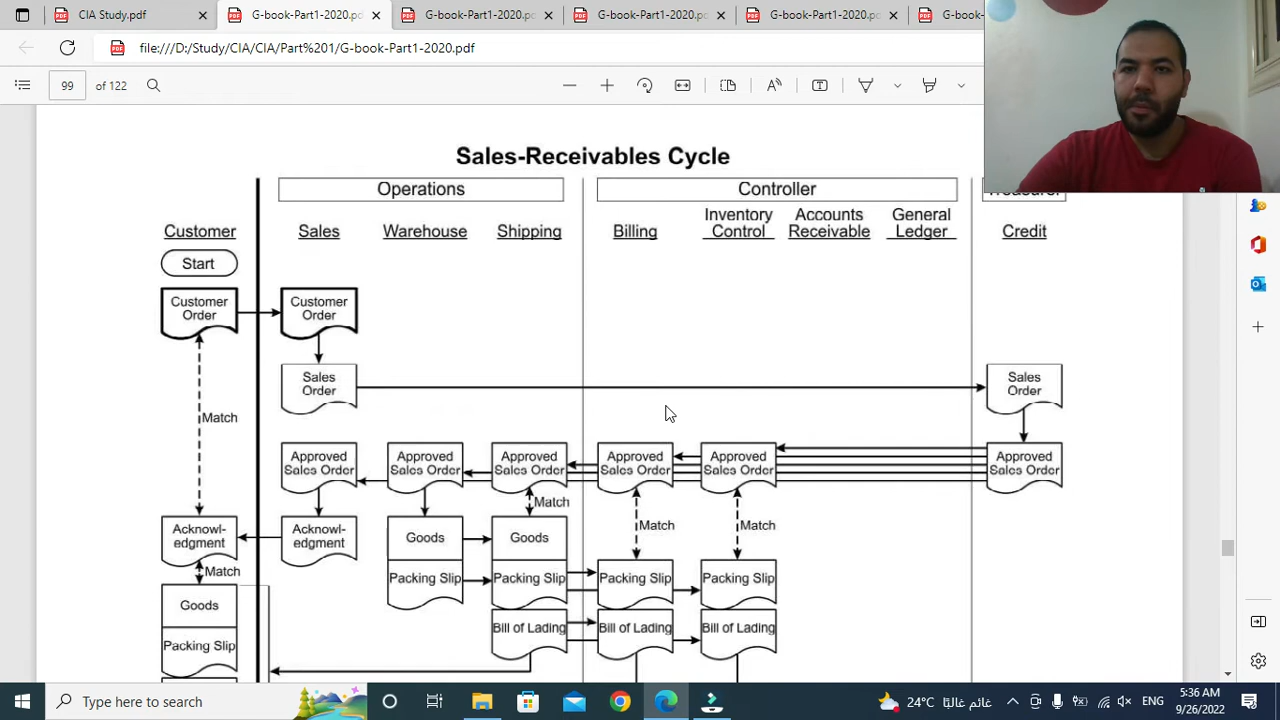 CIA Study.pdf
G-book-Part1-2020.pdf
G-book-Part1-2020.p
G-book-Part1-2020.p
G-book-Part1-2020.p
G-boo
file:///D:/Study/CIA/CIA/Part%201/G-book-Part1-2020.pdf
99 of 122
Sales-Receivables Cycle
Operations
Controller
Treasurer
Customer
Sales
Warehouse
Shipping
Billing
Inventory
Control
Accounts
Receivable
General
Ledger
Credit
Start
Customer
Order
Customer
Order
Sales
Order
Sales
Order
Match
Approved
Sales Order
Approved
Sales Order
Approved
Sales Order
Approved
Sales Order
Approved
Sales Order
Approved
Sales Order
Match
Match
Match
Acknowl-
edgment
Acknowl-
edgment
Goods
Goods
Match
Packing Slip
Packing Slip
Packing Slip
Packing Slip
Goods
Bill of Lading
Bill of Lading
Bill of Lading
Packing Slip
Type here to search
24°C غائم غالبًا
ENG
5:36 AM
9/26/2022